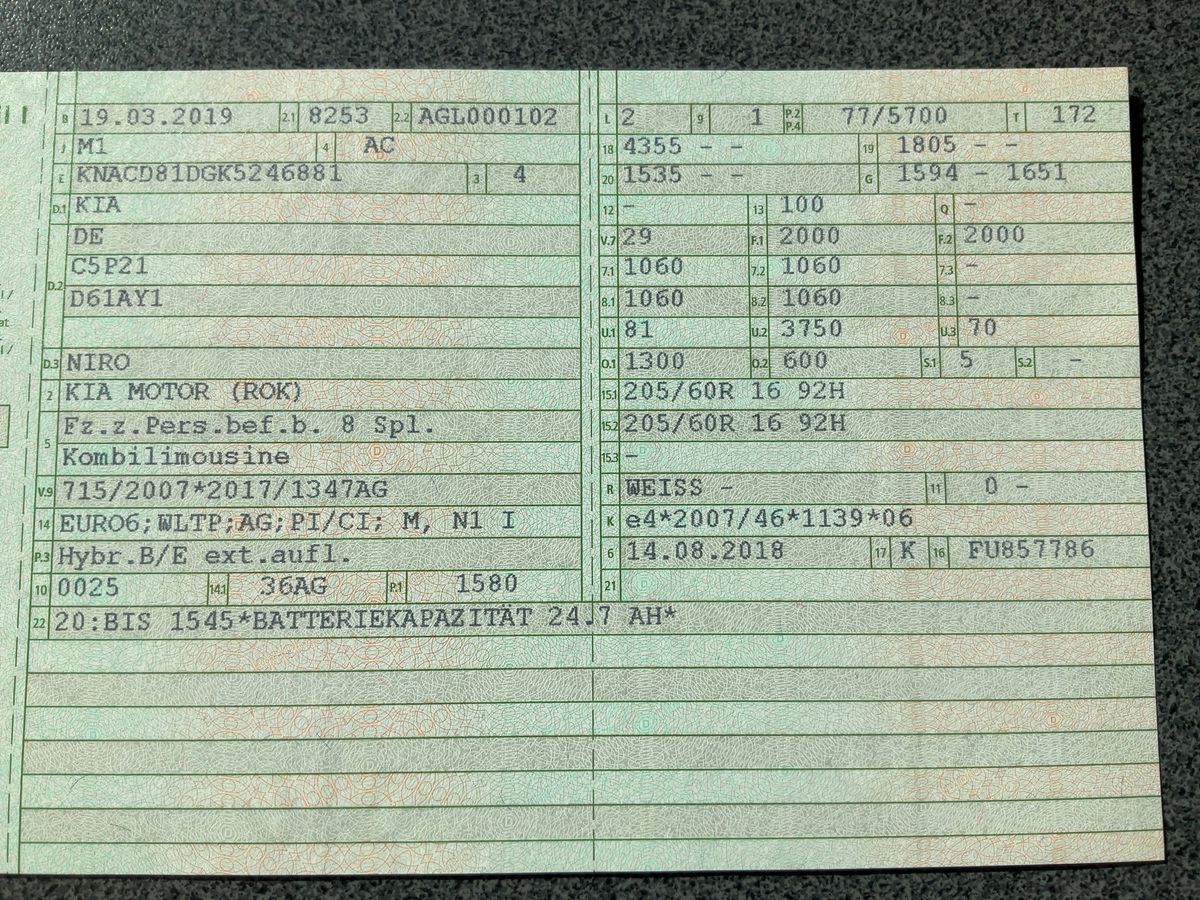 B 19.03.2019 2.1 8253 2.2 AGL000102
J M1 4 AC
E KNACD81DGK5246881 3 4
D.1 KIA
DE
D.2 C5P21
D61AY1
D.3 NIRO
2 KIA MOTOR (ROK)
5 Fz.z.Pers.bef.b. 8 Spl.
Kombilimousine
V.9 715/2007*2017/1347AG
14 EURO6;WLTP;AG;PI/CI; M, N1 I
P.3 Hybr.B/E ext.aufl.
10 0025 14.1 36AG P.1 1580
L 2 9 1 P.2 P.4 77/5700 T 172
18 4355 - - 19 1805 - -
20 1535 - - G 1594 - 1651
12 - 13 100 Q -
V.7 29 F.1 2000 F.2 2000
7.1 1060 7.2 1060 7.3 -
8.1 1060 8.2 1060 8.3 -
U.1 81 U.2 3750 U.3 70
O.1 1300 O.2 600 S.1 5 S.2 -
15.1 205/60R 16 92H
15.2 205/60R 16 92H
15.3 -
R WEISS - 11 0 -
K e4*2007/46*1139*06
6 14.08.2018 17 K 16 FU857786
21
22 20:BIS 1545*BATTERIEKAPAZITÄT 24.7 AH*